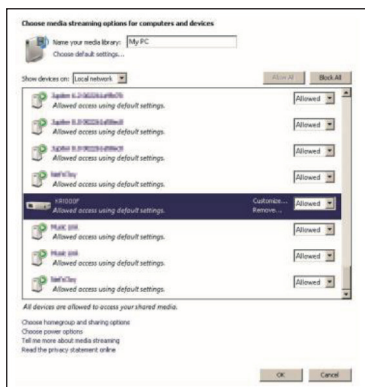 Choose media streaming options for computers and devices
Name your media library: My PC
Choose default settings...
Show devices on: Local network
Allow All
Block All
Allowed
Allowed access using default settings.
Allowed
Allowed access using default settings.
Allowed
Allowed access using default settings.
Allowed
Allowed access using default settings.
Customize... Allowed
Allowed access using default settings. Remove...
Allowed
Allowed access using default settings.
Allowed
Allowed access using default settings.
Allowed
Allowed access using default settings.
All devices are allowed to access your shared media.
Choose homegroup and sharing options
Choose power options
Tell me more about media streaming
Read the privacy statement online
OK
Cancel